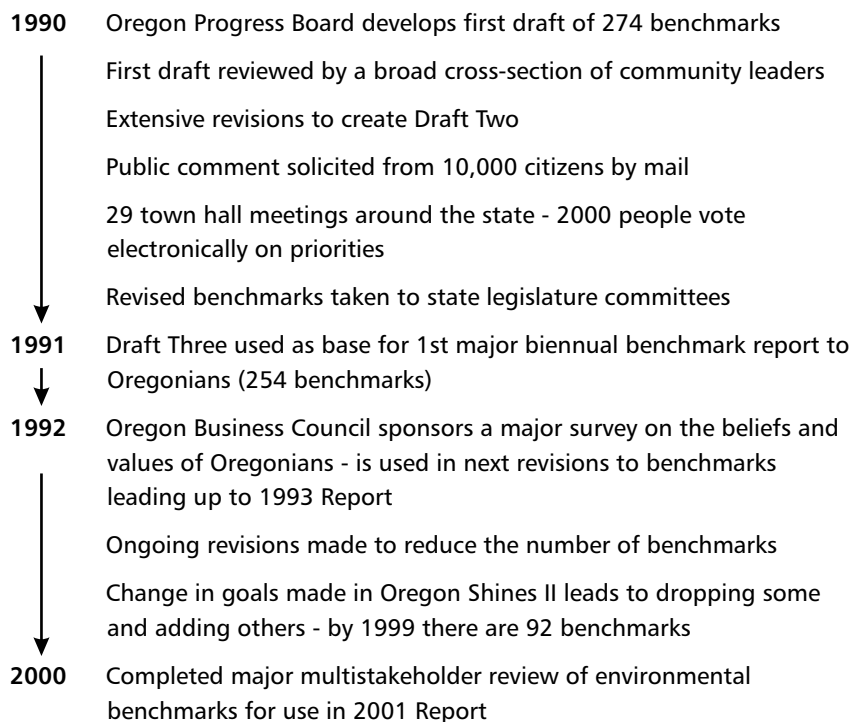 1990 Oregon Progress Board develops first draft of 274 benchmarks
First draft reviewed by a broad cross-section of community leaders
Extensive revisions to create Draft Two
Public comment solicited from 10,000 citizens by mail
29 town hall meetings around the state - 2000 people vote
electronically on priorities
Revised benchmarks taken to state legislature committees
1991 Draft Three used as base for 1st major biennual benchmark report to
Oregonians (254 benchmarks)
1992 Oregon Business Council sponsors a major survey on the beliefs and
values of Oregonians - is used in next revisions to benchmarks
leading up to 1993 Report
Ongoing revisions made to reduce the number of benchmarks
Change in goals made in Oregon Shines II leads to dropping some
and adding others - by 1999 there are 92 benchmarks
2000 Completed major multistakeholder review of environmental
benchmarks for use in 2001 Report